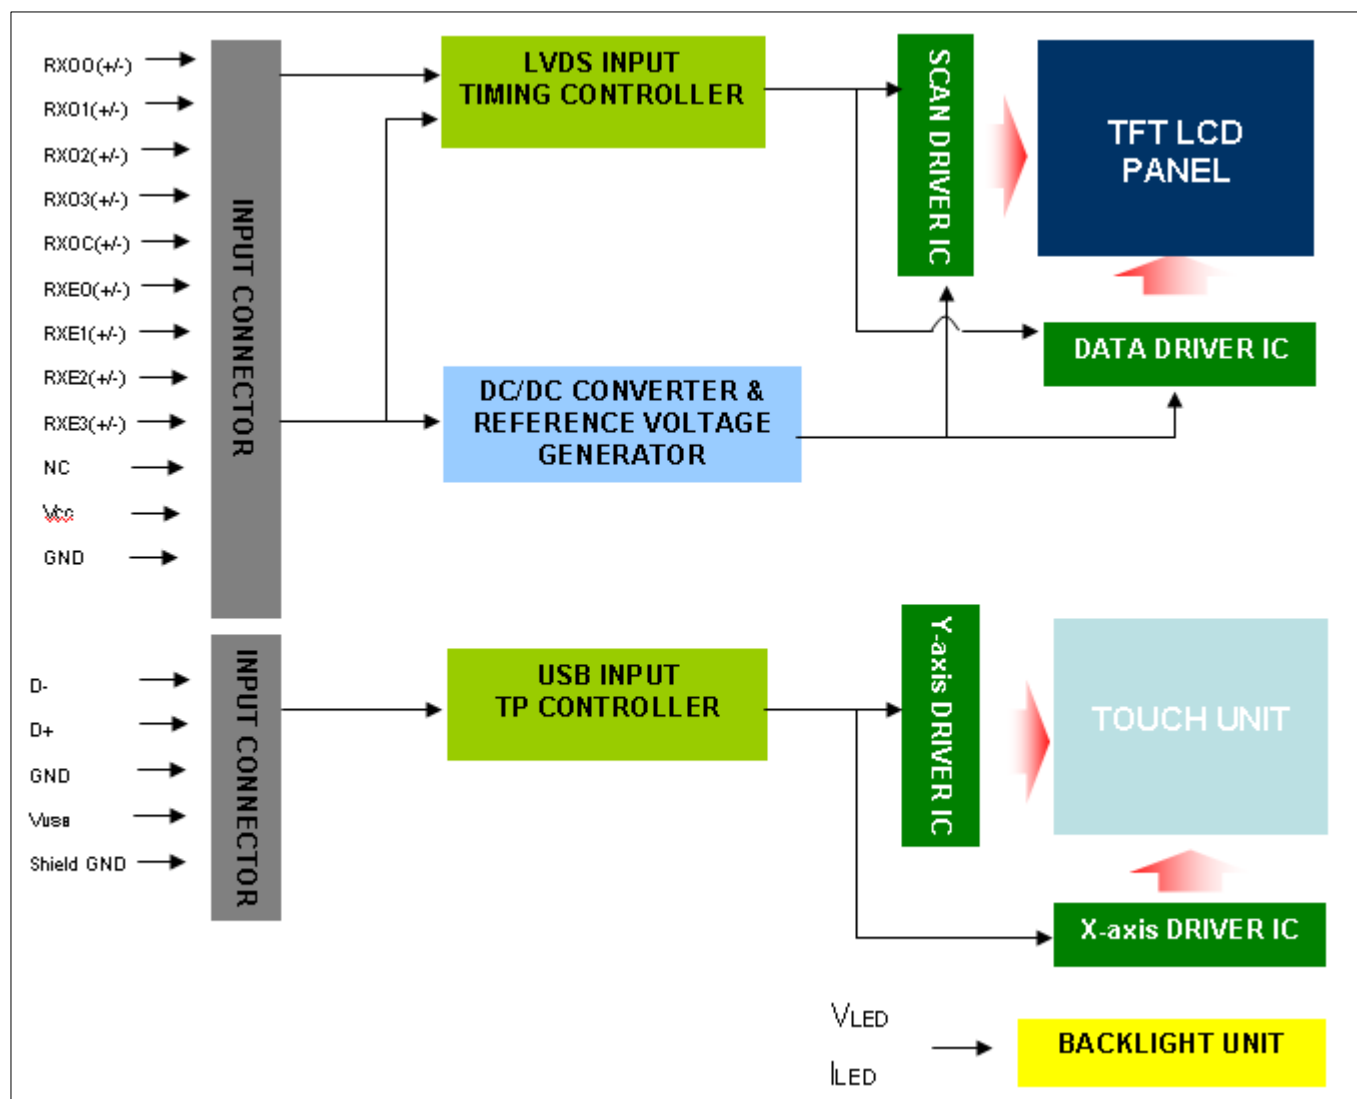 RXO0(+/-)
RXO1(+/-)
RXO2(+/-)
RXO3(+/-)
RXOC(+/-)
RXE0(+/-)
RXE1(+/-)
RXE2(+/-)
RXE3(+/-)
NC
Vcc
GND
INPUT CONNECTOR
LVDS INPUT
TIMING CONTROLLER
DC/DC CONVERTER &
REFERENCE VOLTAGE
GENERATOR
SCAN DRIVER IC
TFT LCD
PANEL
DATA DRIVER IC
D-
D+
GND
VUSB
Shield GND
INPUT CONNECTOR
USB INPUT
TP CONTROLLER
Y-axis DRIVER IC
TOUCH UNIT
X-axis DRIVER IC
VLED
ILED
BACKLIGHT UNIT